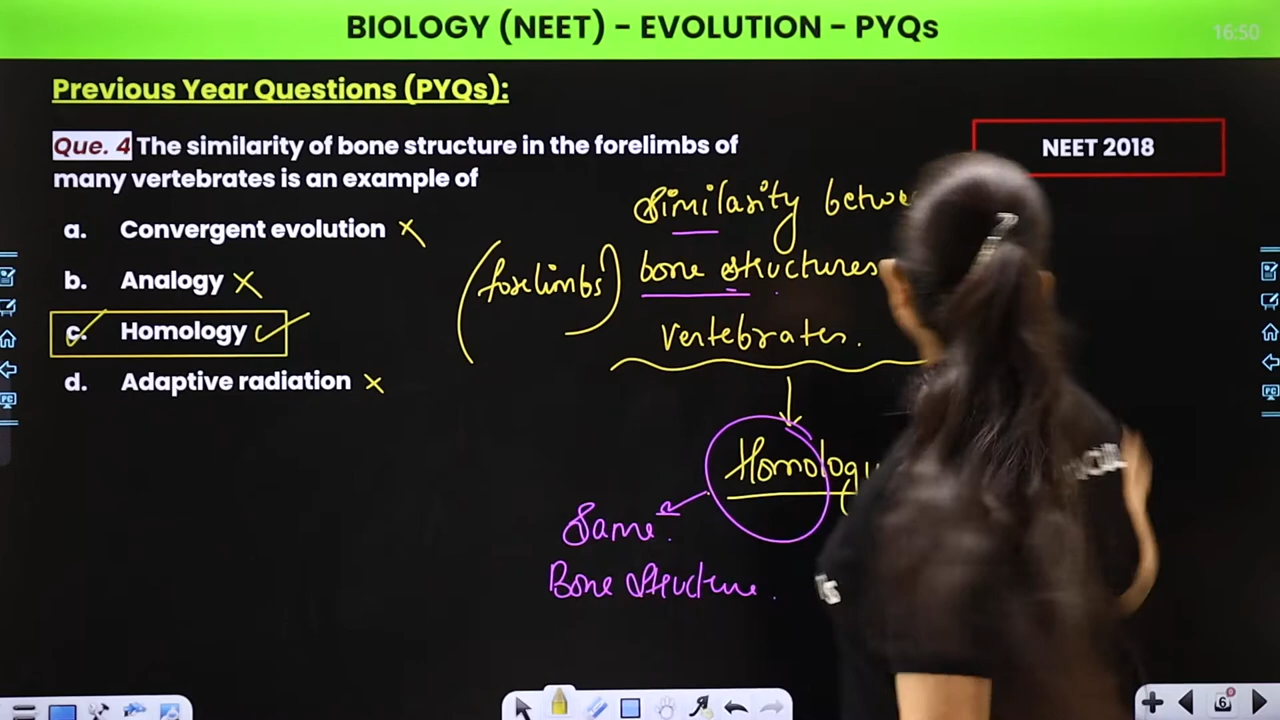 BIOLOGY (NEET) – EVOLUTION – PYQs
16:50
Previous Year Questions (PYQs):
NEET 2018
Que. 4 The similarity of bone structure in the forelimbs of
many vertebrates is an example of
a. Convergent evolution ×
b. Analogy ×
c. Homology ✓
d. Adaptive radiation ×
Similarity
(forelimbs) bone structures
vertebrates.
Homology
Same.
Bone Structure.
6